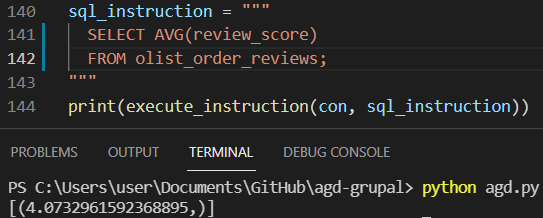 140 sql_instruction = """
141 SELECT AVG(review_score)
142 FROM olist_order_reviews;
143 """
144 print(execute_instruction(con, sql_instruction))
PROBLEMS OUTPUT TERMINAL DEBUG CONSOLE
PS C:\Users\user\Documents\GitHub\agd-grupal> python agd.py
[(4.0732961592368895,)]